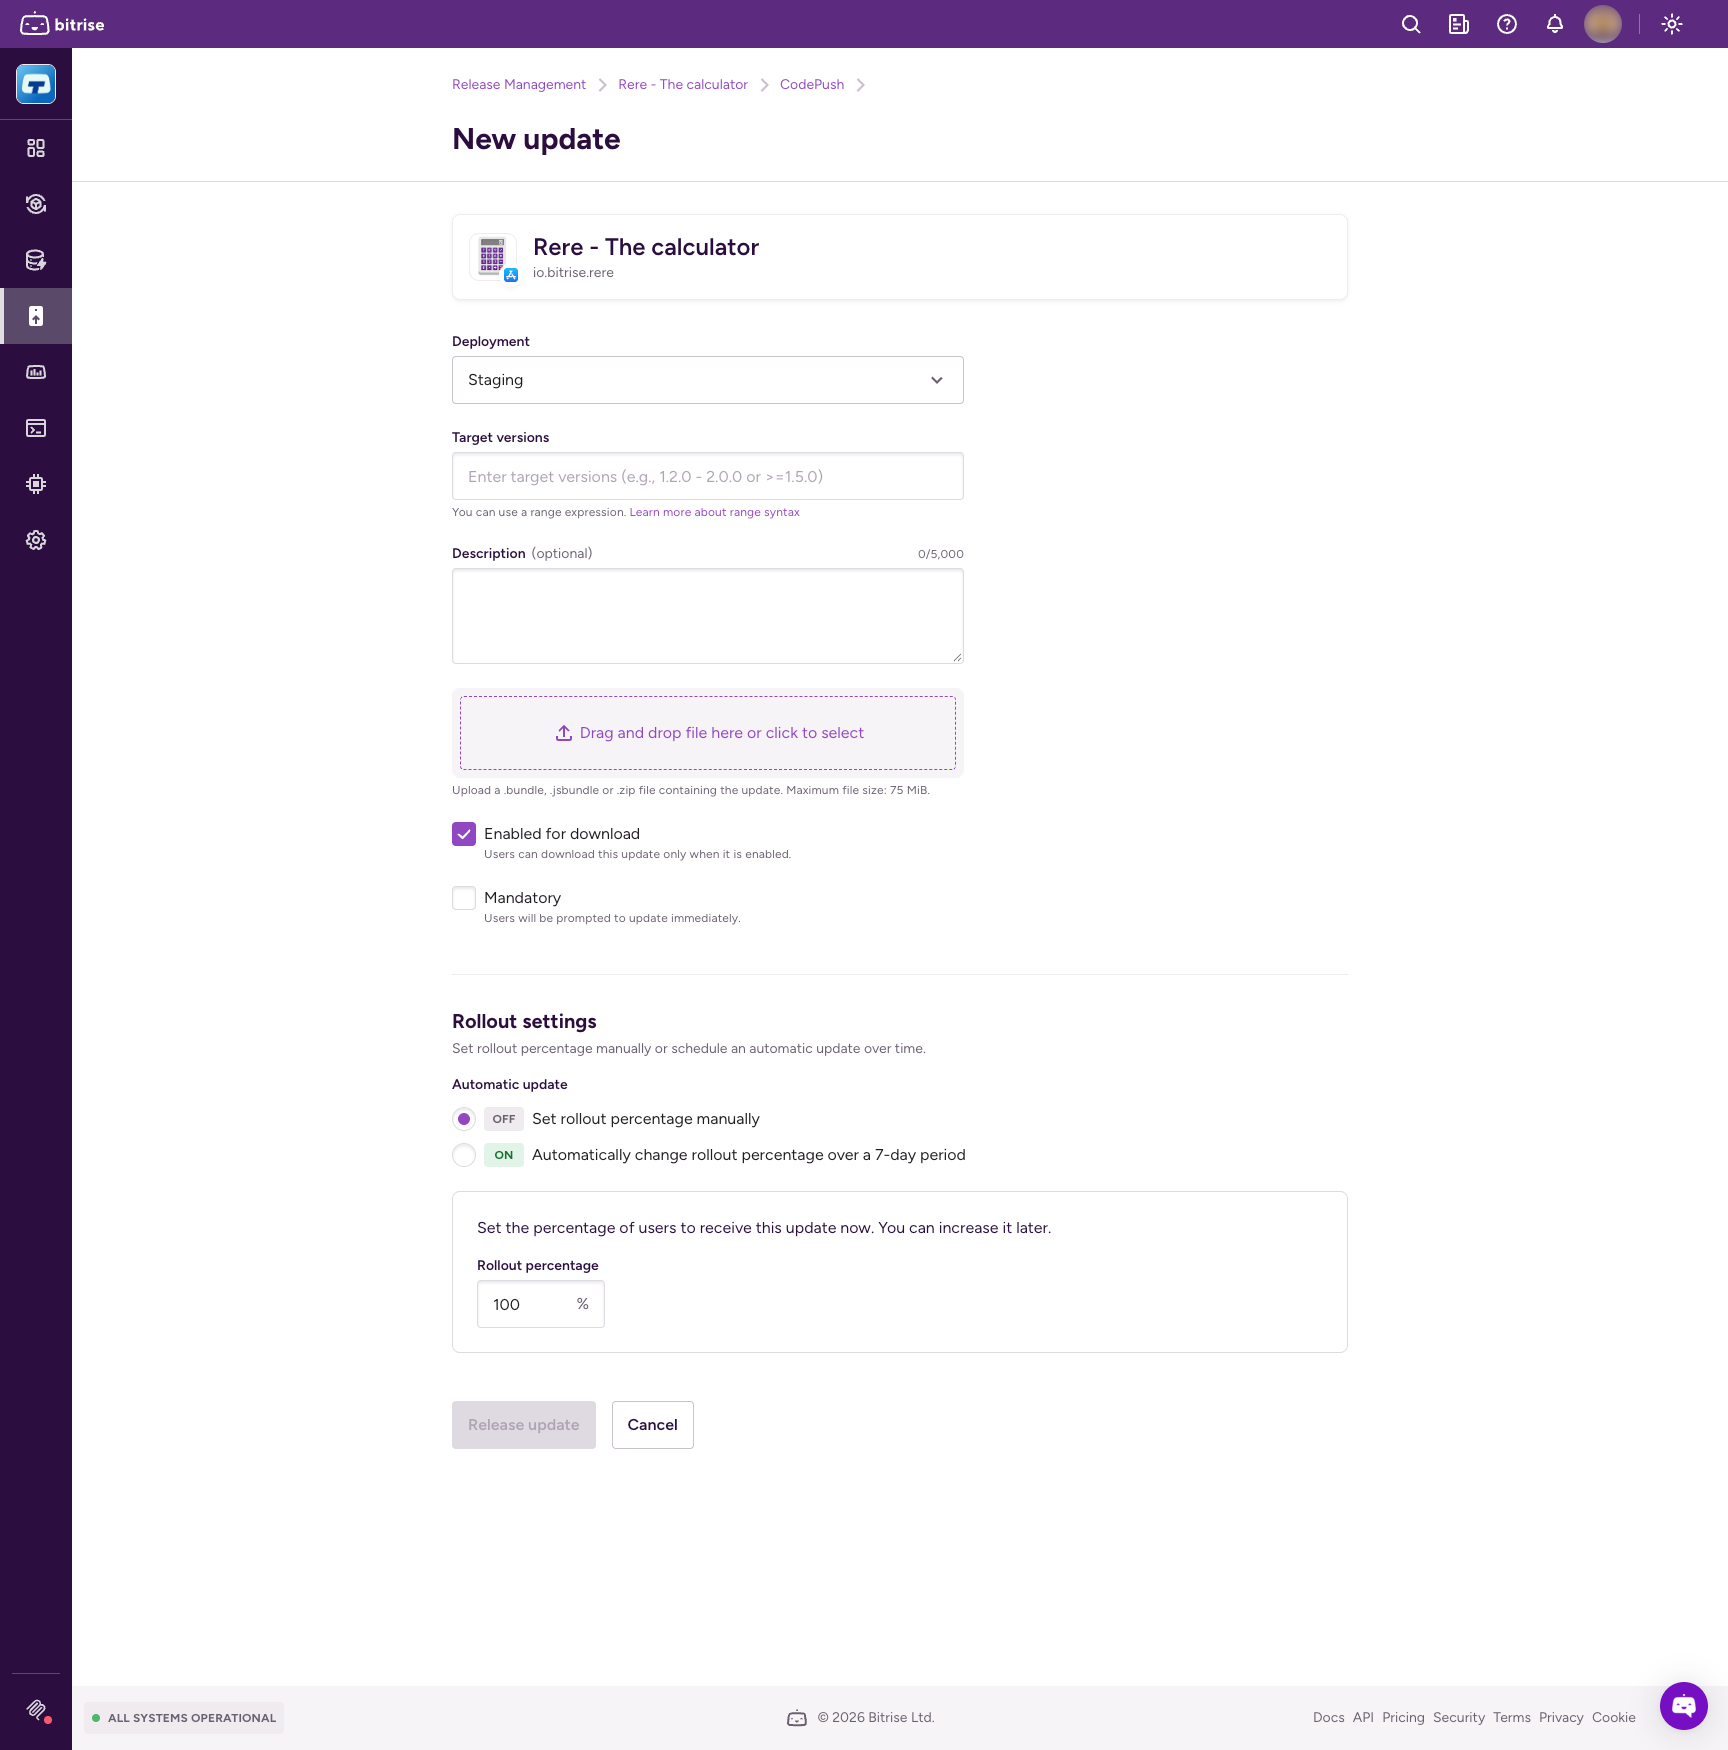 bitrise
Release Management
Rere - The calculator
CodePush
New update
Rere - The calculator
io.bitrise.rere
Deployment
Staging
Target versions
Enter target versions (e.g., 1.2.0 - 2.0.0 or >=1.5.0)
You can use a range expression. Learn more about range syntax
Description (optional) 0/5,000
Drag and drop file here or click to select
Upload a .bundle, .jsbundle or .zip file containing the update. Maximum file size: 75 MiB.
Enabled for download
Users can download this update only when it is enabled.
Mandatory
Users will be prompted to update immediately.
Rollout settings
Set rollout percentage manually or schedule an automatic update over time.
Automatic update
OFF Set rollout percentage manually
ON Automatically change rollout percentage over a 7-day period
Set the percentage of users to receive this update now. You can increase it later.
Rollout percentage
100 %
Release update Cancel
ALL SYSTEMS OPERATIONAL © 2026 Bitrise Ltd. Docs API Pricing Security Terms Privacy Cookie